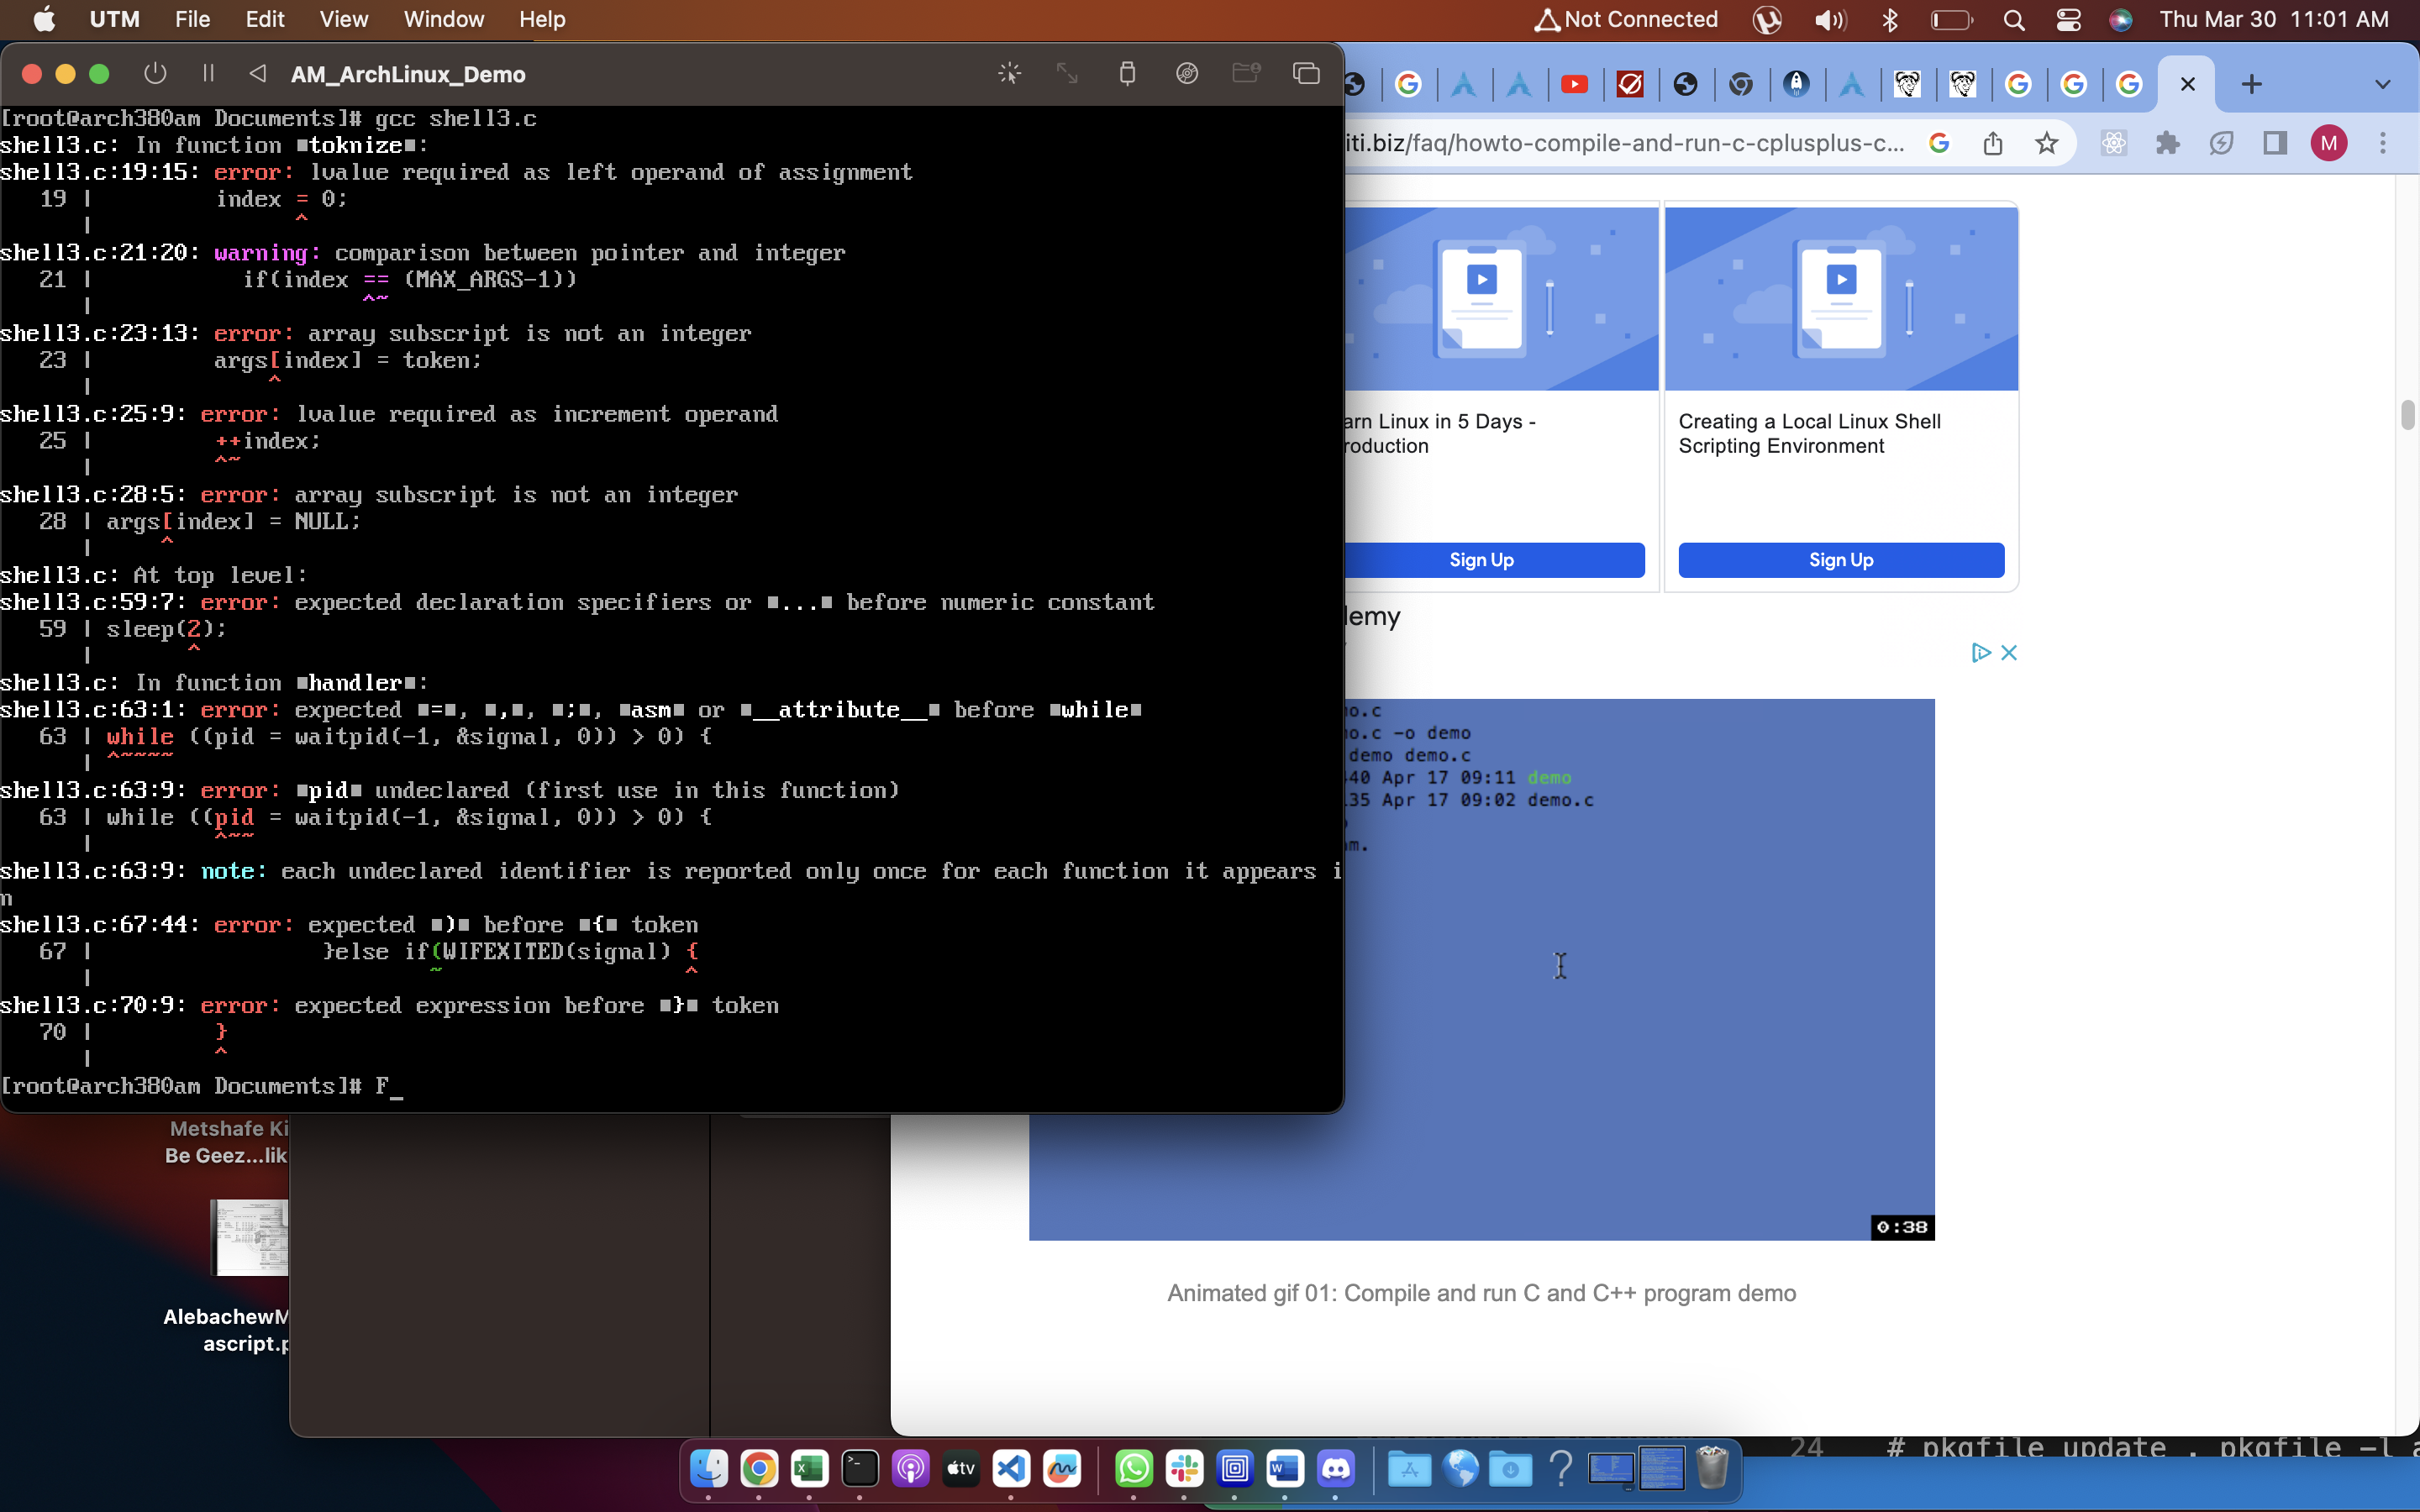 UTM File Edit View Window Help
Not Connected
Thu Mar 30 11:01 AM
AM_ArchLinux_Demo
[root@arch380am Documents]# gcc shell3.c
shell3.c: In function ■toknize■:
shell3.c:19:15: error: lvalue required as left operand of assignment
19 | index = 0;
| ^
shell3.c:21:20: warning: comparison between pointer and integer
21 | if(index == (MAX_ARGS-1))
| ^~
shell3.c:23:13: error: array subscript is not an integer
23 | args[index] = token;
| ^
shell3.c:25:9: error: lvalue required as increment operand
25 | ++index;
| ^~
shell3.c:28:5: error: array subscript is not an integer
28 | args[index] = NULL;
| ^
shell3.c: At top level:
shell3.c:59:7: error: expected declaration specifiers or ■...■ before numeric constant
59 | sleep(2);
| ^
shell3.c: In function ■handler■:
shell3.c:63:1: error: expected ■=■, ■,■, ■;■, ■asm■ or ■__attribute__■ before ■while■
63 | while ((pid = waitpid(-1, &signal, 0)) > 0) {
| ^~~~~
shell3.c:63:9: error: ■pid■ undeclared (first use in this function)
63 | while ((pid = waitpid(-1, &signal, 0)) > 0) {
| ^~~
shell3.c:63:9: note: each undeclared identifier is reported only once for each function it appears i
n
shell3.c:67:44: error: expected ■)■ before ■{■ token
67 | }else if(WIFEXITED(signal) {
| ~ ^
shell3.c:70:9: error: expected expression before ■}■ token
70 | }
| ^
[root@arch380am Documents]# F_
iti.biz/faq/howto-compile-and-run-c-cplusplus-c...
M
arn Linux in 5 Days -
roduction
Sign Up
Creating a Local Linux Shell
Scripting Environment
Sign Up
demy
mo.c
mo.c -o demo
demo demo.c
40 Apr 17 09:11 demo
135 Apr 17 09:02 demo.c
am.
0:38
Animated gif 01: Compile and run C and C++ program demo
Metshafe Ki
Be Geez...lik
AlebachewM
ascript.p
tv
24 # pkgfile update . pkgfile -l a